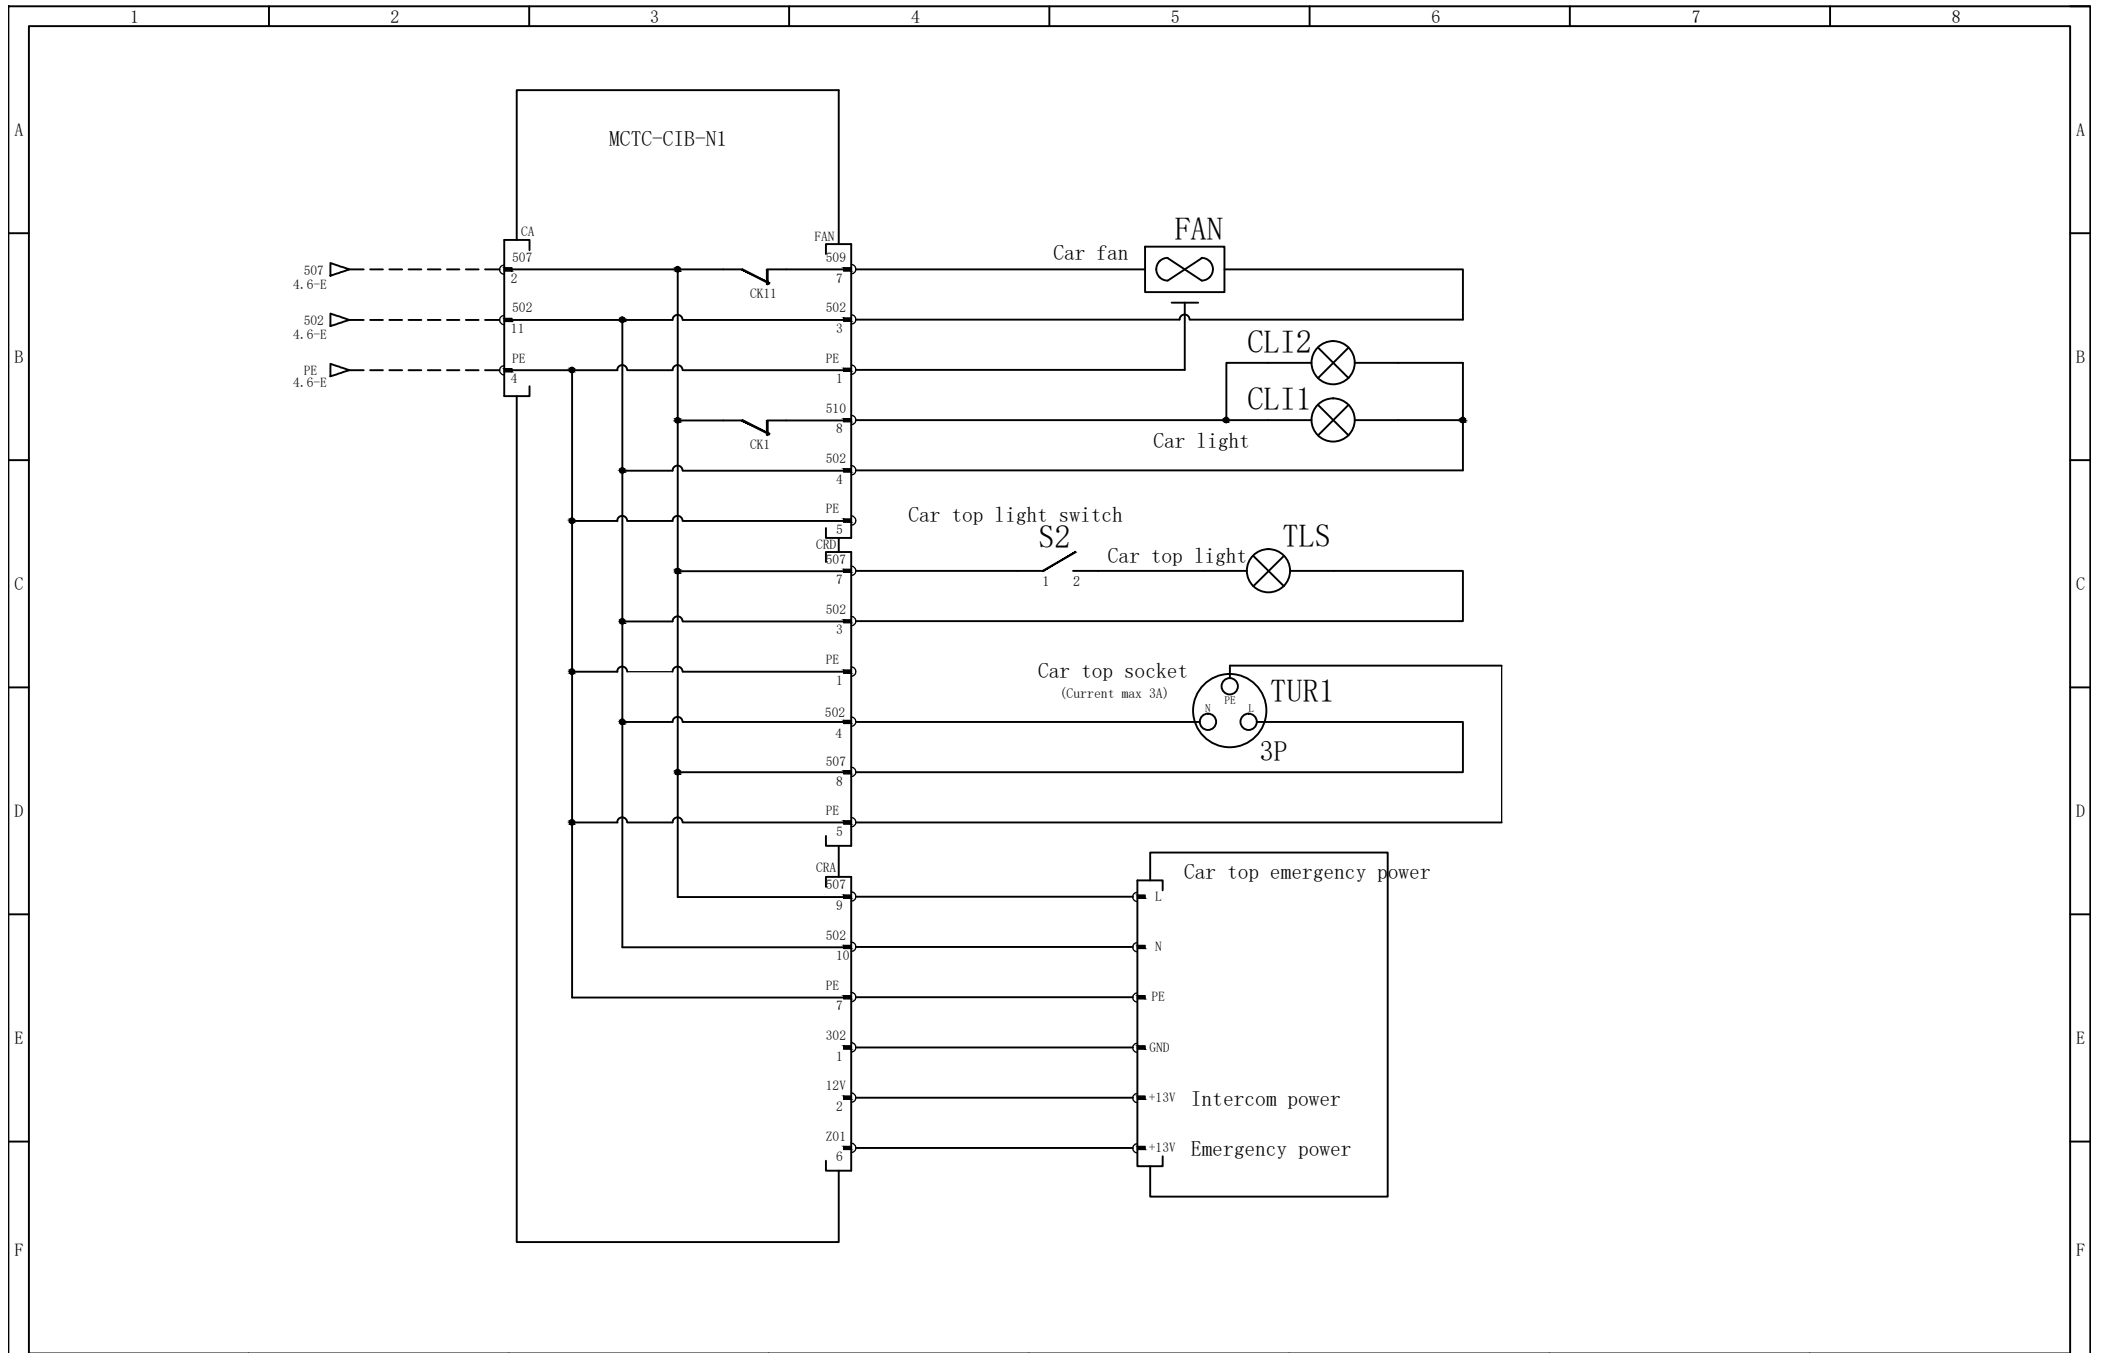 1 2 3 4 5 6 7 8
A A
MCTC-CIB-N1
CA
FAN
FAN
Car fan
507
4.6-E
507
2
CK11
509
7
502
4.6-E
502
11
502
3
B B
PE
4.6-E
PE
4
PE
1
CLI2
CLI1
CK1
510
8
Car light
502
4
PE
5
Car top light switch
S2
1 2
Car top light
TLS
CRD
507
7
C C
502
3
PE
1
Car top socket
(Current max 3A)
PE
N L
TUR1
3P
502
4
507
8
D D
PE
5
CRA
507
9
Car top emergency power
L
502
10
N
PE
7
PE
E E
302
1
GND
12V
2
+13V Intercom power
Z01
6
+13V Emergency power
F F